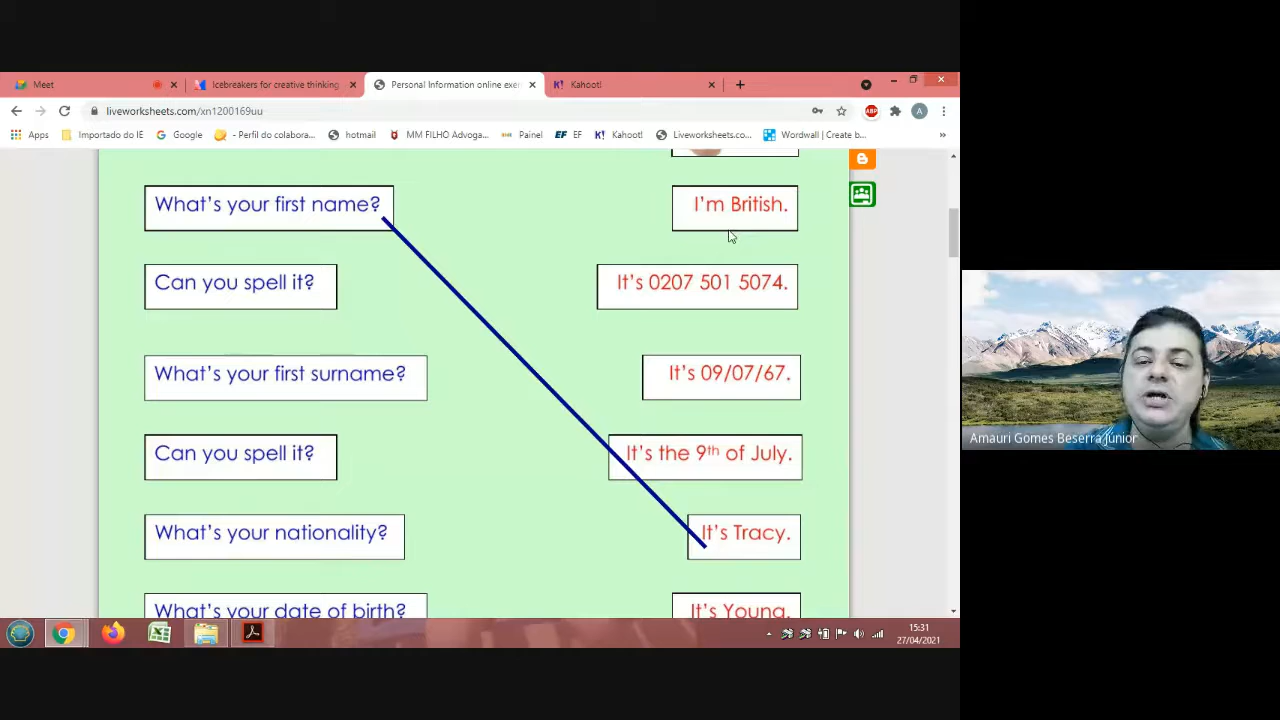 Meet
Icebreakers for creative thinking
Personal Information online exer
Kahoot!
liveworksheets.com/xn1200169uu
A
Apps
Importado do IE
Google
- Perfil do colabora...
hotmail
MM FILHO Advoga...
Painel
EF EF
K! Kahoot!
Liveworksheets.co...
Wordwall | Create b...
»
What's your first name?
I'm British.
Can you spell it?
It's 0207 501 5074.
What's your first surname?
It's 09/07/67.
Can you spell it?
It's the 9th of July.
What's your nationality?
It's Tracy.
What's your date of birth?
It's Young.
Amauri Gomes Beserra Junior
15:31
27/04/2021